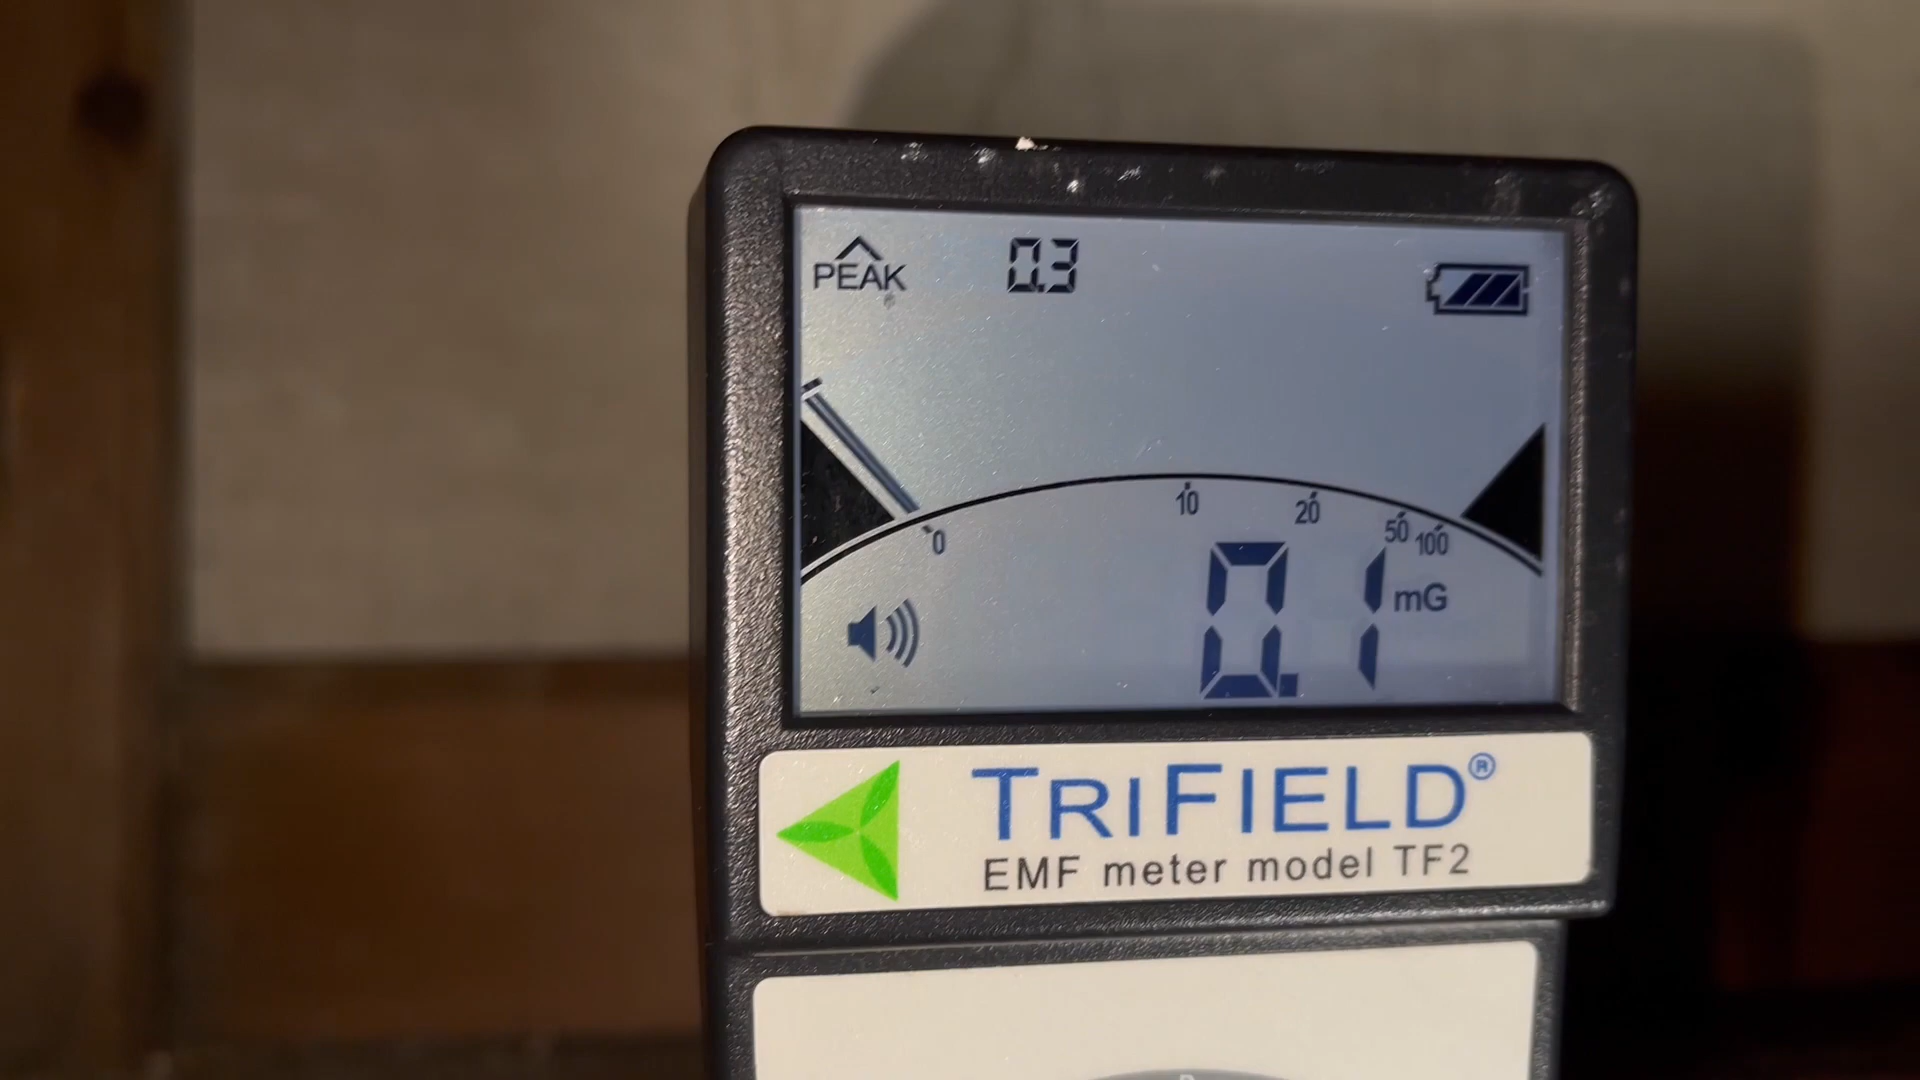 PEAK 0.3
0 10 20 50 100
0.1 mG
TRIFIELD®
EMF meter model TF2